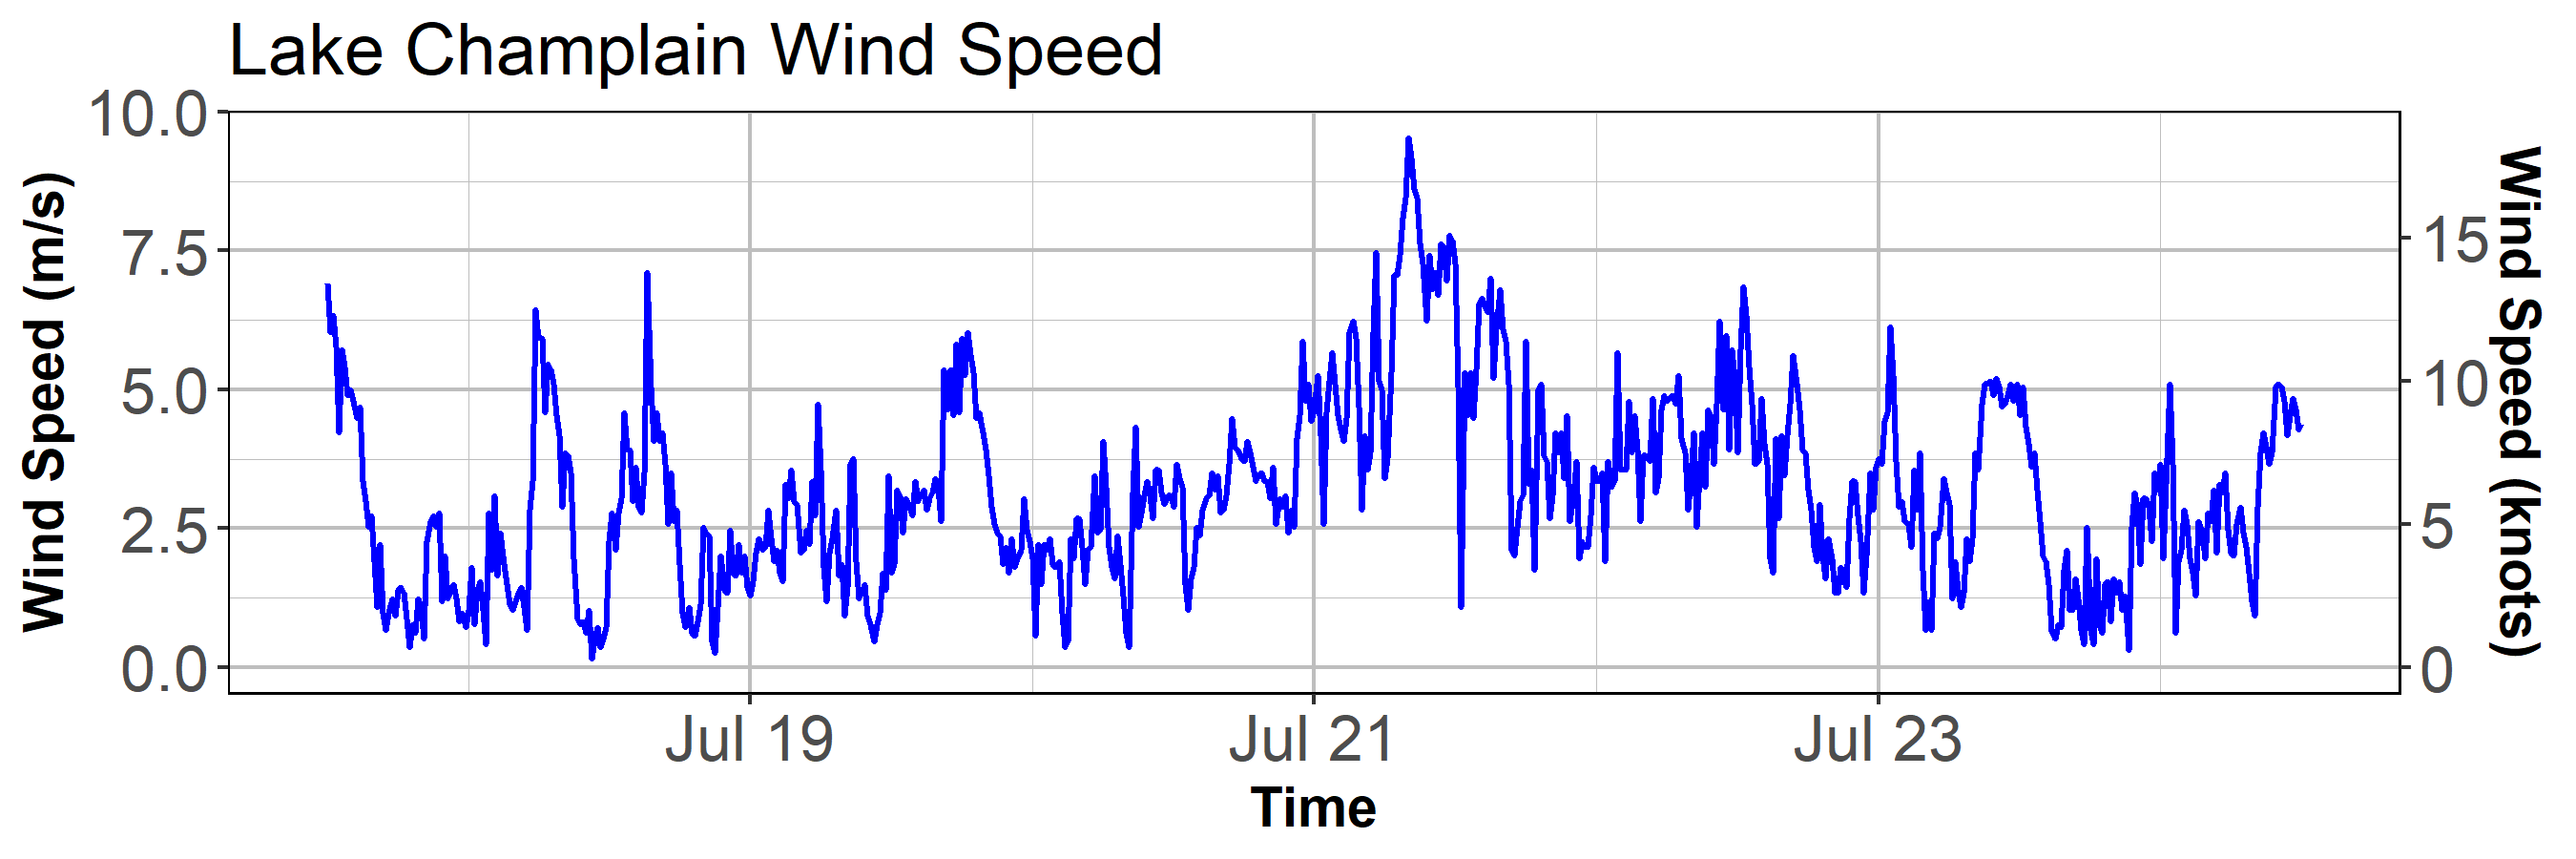 Lake Champlain Wind Speed
Wind Speed (m/s)
10.0
7.5
5.0
2.5
0.0
Wind Speed (knots)
15
10
5
0
Jul 19 Jul 21 Jul 23
Time